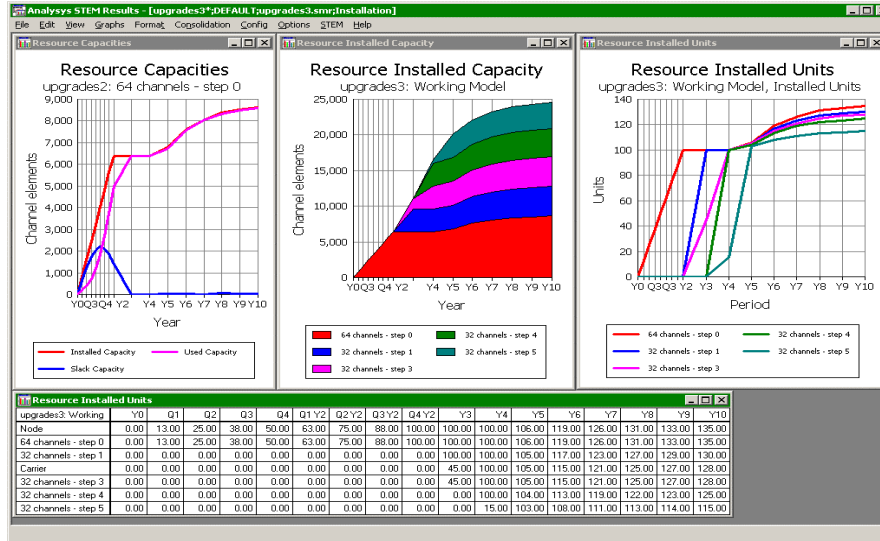 Analysys STEM Results - [upgrades3*;DEFAULT;upgrades3.smr;Installation]
File Edit View Graphs Format Consolidation Config Options STEM Help
Resource Capacities
Resource Capacities
upgrades2: 64 channels - step 0
9,000
8,000
7,000
6,000
5,000
4,000
3,000
2,000
1,000
0
Channel elements
Y0 Q3 Q4 Y2 Y4 Y5 Y6 Y7 Y8 Y9 Y10
Year
Installed Capacity Used Capacity
Slack Capacity
Resource Installed Capacity
Resource Installed Capacity
upgrades3: Working Model
25,000
20,000
15,000
10,000
5,000
0
Channel elements
Y0 Q3 Q4 Y2 Y4 Y5 Y6 Y7 Y8 Y9 Y10
Year
64 channels - step 0 32 channels - step 4
32 channels - step 1 32 channels - step 5
32 channels - step 3
Resource Installed Units
Resource Installed Units
upgrades3: Working Model, Installed Units
140
120
100
80
60
40
20
0
Units
Y0 Q3 Q4 Y2 Y3 Y4 Y5 Y6 Y7 Y8 Y9 Y10
Period
64 channels - step 0 32 channels - step 4
32 channels - step 1 32 channels - step 5
32 channels - step 3
Resource Installed Units
upgrades3: Working Y0 Q1 Q2 Q3 Q4 Q1 Y2 Q2 Y2 Q3 Y2 Q4 Y2 Y3 Y4 Y5 Y6 Y7 Y8 Y9 Y10
Node 0.00 13.00 25.00 38.00 50.00 63.00 75.00 88.00 100.00 100.00 100.00 106.00 119.00 126.00 131.00 133.00 135.00
64 channels - step 0 0.00 13.00 25.00 38.00 50.00 63.00 75.00 88.00 100.00 100.00 100.00 106.00 119.00 126.00 131.00 133.00 135.00
32 channels - step 1 0.00 0.00 0.00 0.00 0.00 0.00 0.00 0.00 0.00 100.00 100.00 105.00 117.00 123.00 127.00 129.00 130.00
Carrier 0.00 0.00 0.00 0.00 0.00 0.00 0.00 0.00 0.00 45.00 100.00 105.00 115.00 121.00 125.00 127.00 128.00
32 channels - step 3 0.00 0.00 0.00 0.00 0.00 0.00 0.00 0.00 0.00 45.00 100.00 105.00 115.00 121.00 125.00 127.00 128.00
32 channels - step 4 0.00 0.00 0.00 0.00 0.00 0.00 0.00 0.00 0.00 0.00 100.00 104.00 113.00 119.00 122.00 123.00 125.00
32 channels - step 5 0.00 0.00 0.00 0.00 0.00 0.00 0.00 0.00 0.00 0.00 15.00 103.00 108.00 111.00 113.00 114.00 115.00